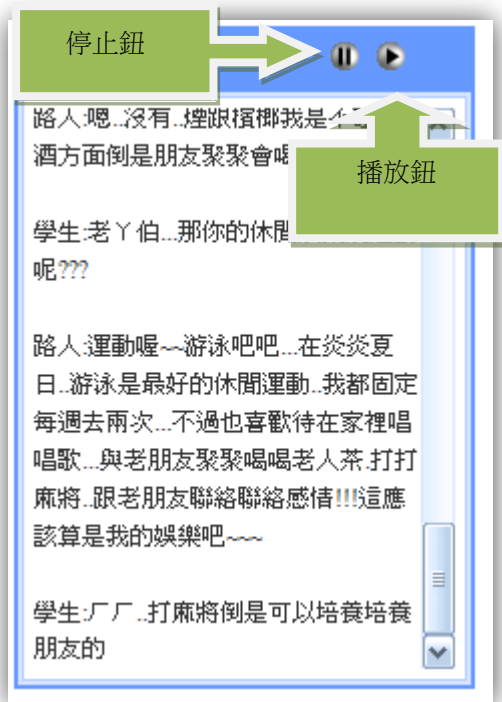 停止鈕
播放鈕
路人:嗯..沒有..煙跟檳榔我是不
酒方面倒是朋友聚聚會喝
學生:老ㄚ伯...那你的休閒
呢???
路人:運動喔~~游泳吧吧...在炎炎夏
日..游泳是最好的休閒運動..我都固定
每週去兩次...不過也喜歡待在家裡唱
唱歌...與老朋友聚聚喝喝老人茶.打打
麻將..跟老朋友聯絡聯絡感情!!!這應
該算是我的娛樂吧~~~
學生:ㄏㄏ..打麻將倒是可以培養培養
朋友的